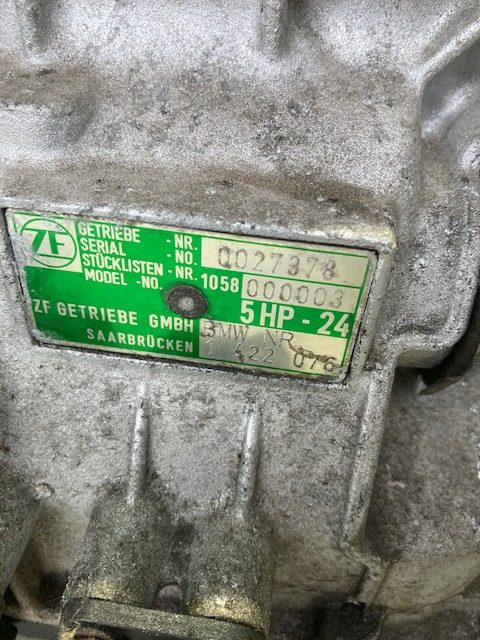 ZF
GETRIEBE - NR.
SERIAL - NO. 0027378
STÜCKLISTEN - NR.
MODEL - NO. 1058 000003
5 HP - 24
ZF GETRIEBE GMBH BMW NR
SAARBRÜCKEN 422 076